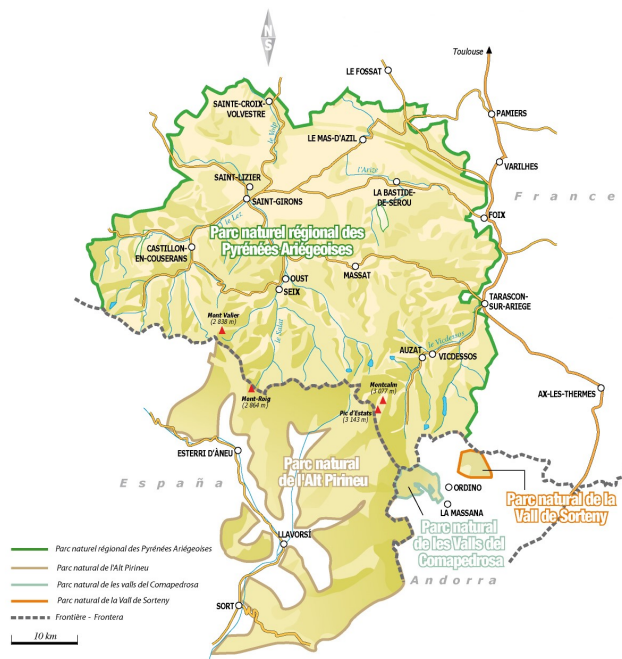 N
S
Toulouse
LE FOSSAT
SAINTE-CROIX-
VOLVESTRE
PAMIERS
le Volp
LE MAS-D'AZIL
VARILHES
l'Arize
SAINT-LIZIER
LA BASTIDE-
DE-SÉROU
France
SAINT-GIRONS
le Lez
FOIX
Parc naturel régional des
Pyrénées Ariégeoises
CASTILLON-
EN-COUSERANS
MASSAT
OUST
SEIX
TARASCON-
SUR-ARIEGE
Mont Valier
(2 838 m)
le Salat
le Vicdessos
AUZAT
VICDESSOS
Montcalm
(3 077 m)
AX-LES-THERMES
Mont-Roig
(2 864 m)
Pic d'Estats
(3 143 m)
ESTERRI D'ÀNEU
Parc natural
de l'Alt Pirineu
España
ORDINO
Parc natural de la
Vall de Sorteny
LA MASSANA
Parc natural
de les Valls del
Comapedrosa
LLAVORSÍ
Andorra
Parc naturel régional des Pyrénées Ariégeoises
Parc natural de l'Alt Pirineu
Parc natural de les valls del Comapedrosa
Parc natural de la Vall de Sorteny
Frontière - Frontera
SORT
10 km